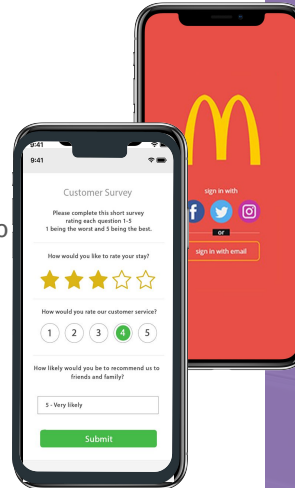 9:41
9:41
Customer Survey
Please complete this short survey
rating each question 1-5
1 being the worst and 5 being the best.
How would you like to rate your stay?
How would you rate our customer service?
1 2 3 4 5
How likely would you be to recommend us to
friends and family?
5 - Very likely
Submit
sign in with
or
sign in with email